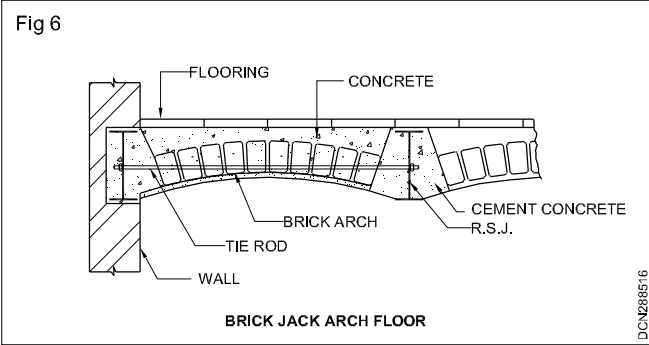 Fig 6
FLOORING
CONCRETE
BRICK ARCH
CEMENT CONCRETE
R.S.J.
TIE ROD
WALL
BRICK JACK ARCH FLOOR
DCN288516